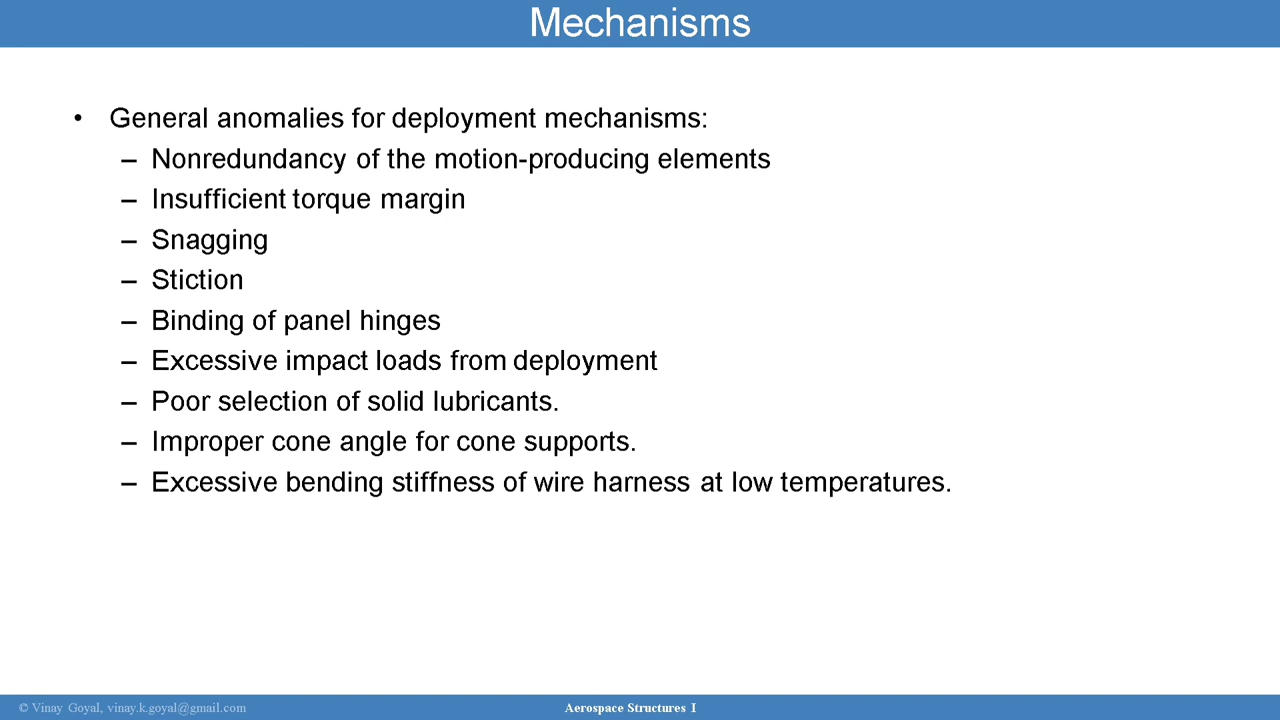 Mechanisms
• General anomalies for deployment mechanisms:
– Nonredundancy of the motion-producing elements
– Insufficient torque margin
– Snagging
– Stiction
– Binding of panel hinges
– Excessive impact loads from deployment
– Poor selection of solid lubricants.
– Improper cone angle for cone supports.
– Excessive bending stiffness of wire harness at low temperatures.
© Vinay Goyal, vinay.k.goyal@gmail.com
Aerospace Structures I